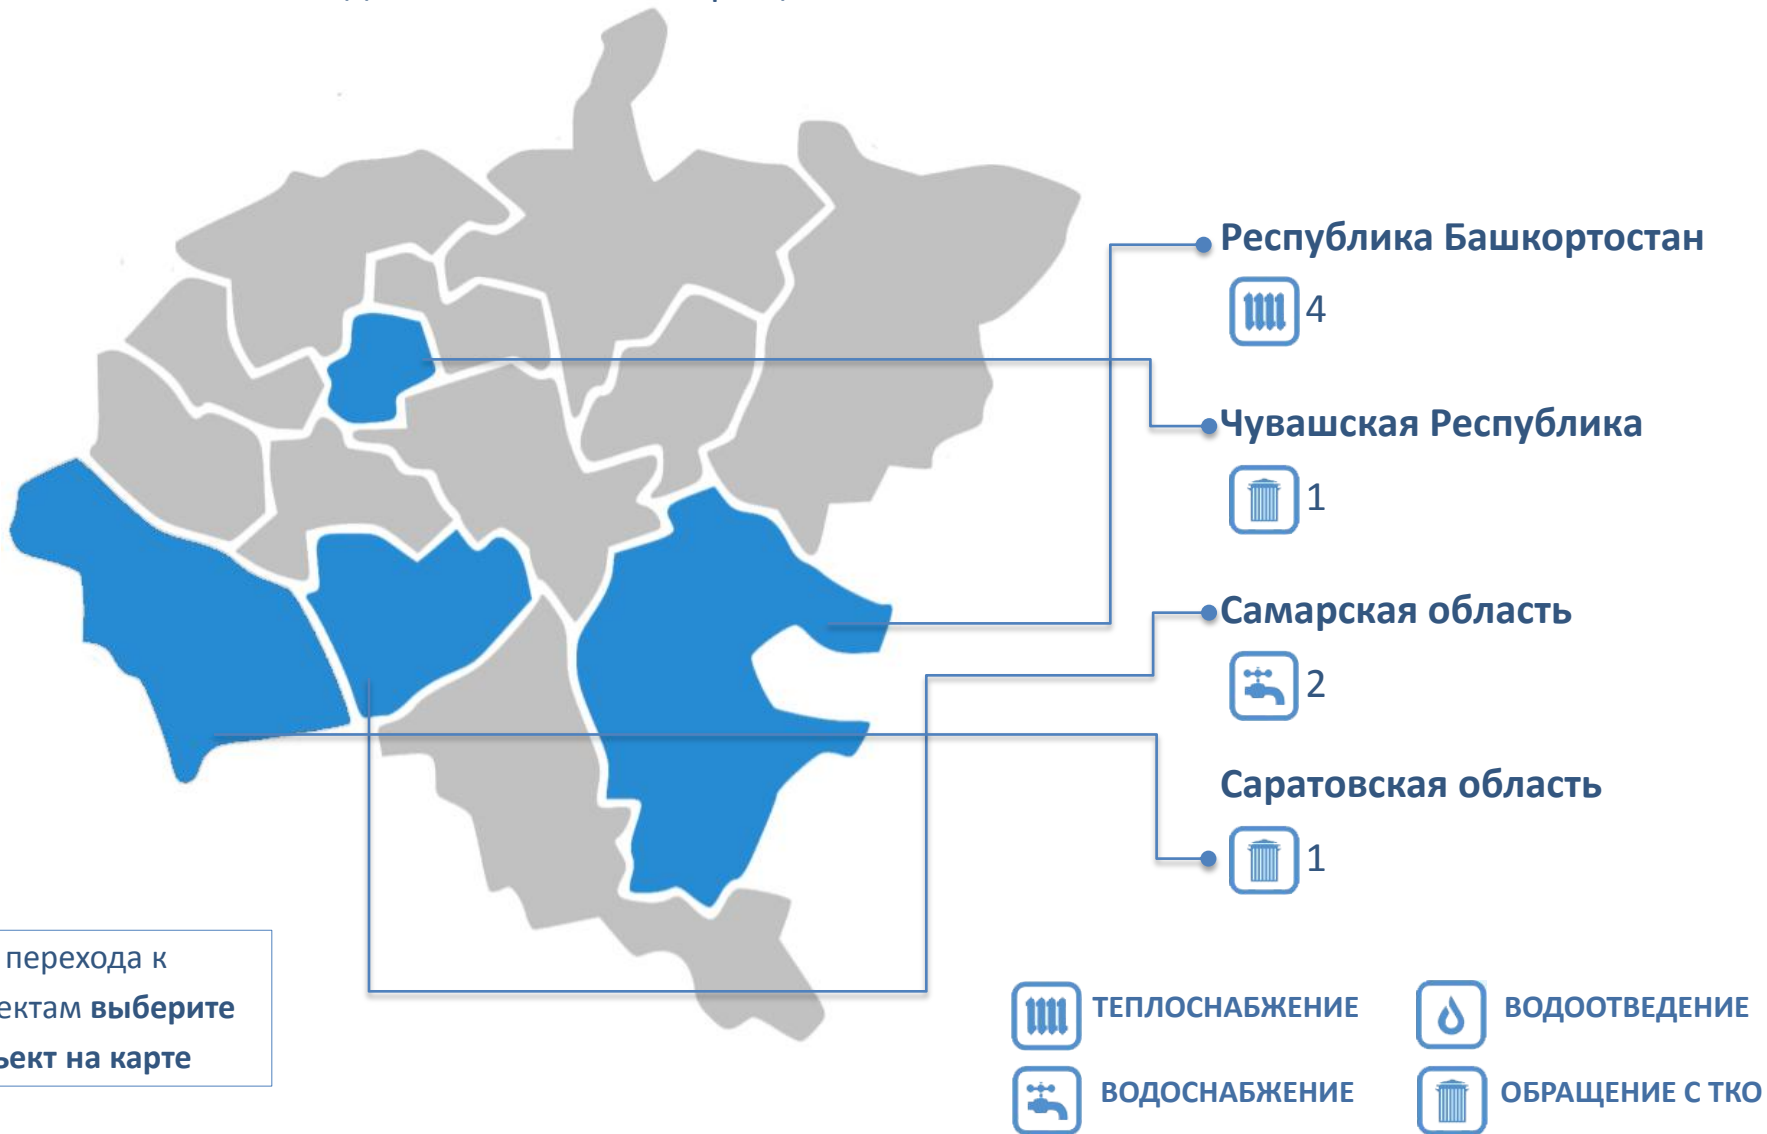 Республика Башкортостан
4
Чувашская Республика
1
Самарская область
2
Саратовская область
1
перехода к
ектам выберите
ект на карте
ТЕПЛОСНАБЖЕНИЕ
ВОДООТВЕДЕНИЕ
ВОДОСНАБЖЕНИЕ
ОБРАЩЕНИЕ С ТКО